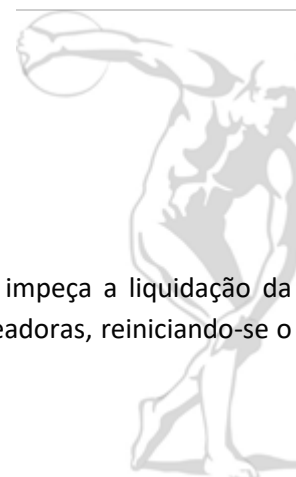 impeça a liquidação da
eadoras, reiniciando-se o